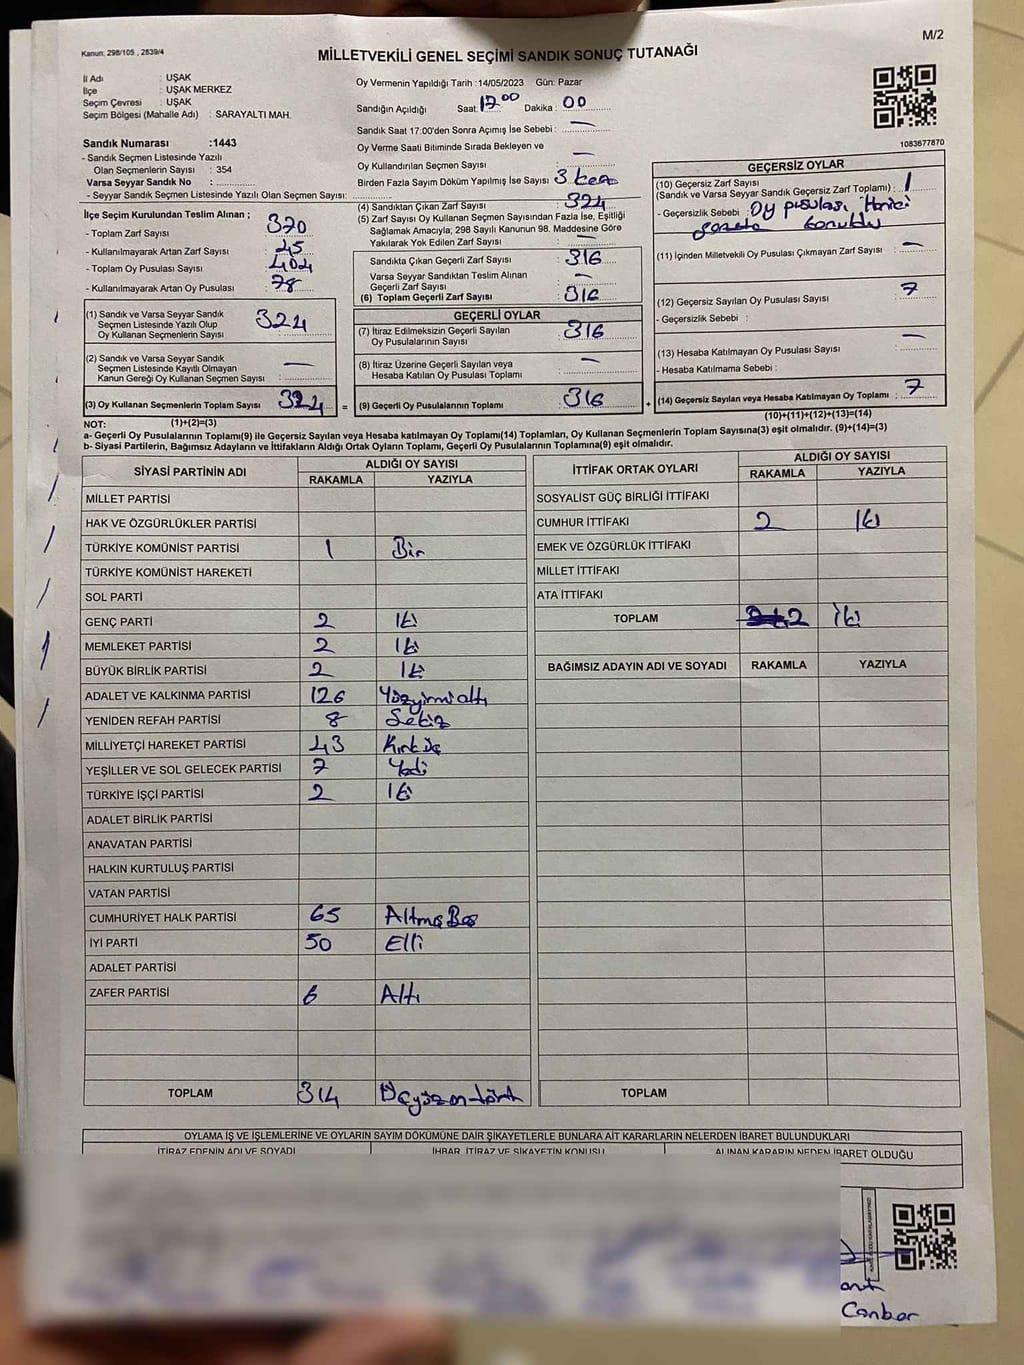 Kanun: 298/105 , 2839/4
M/2
MİLLETVEKİLİ GENEL SEÇİMİ SANDIK SONUÇ TUTANAĞI
İl Adı : UŞAK
İlçe : UŞAK MERKEZ
Seçim Çevresi : UŞAK
Seçim Bölgesi (Mahalle Adı) : SARAYALTI MAH.
Sandık Numarası :1443
- Sandık Seçmen Listesinde Yazılı
Olan Seçmenlerin Sayısı : 354
Varsa Seyyar Sandık No :
- Seyyar Sandık Seçmen Listesinde Yazılı Olan Seçmen Sayısı:
İlçe Seçim Kurulundan Teslim Alınan ;
- Toplam Zarf Sayısı : 370
- Kullanılmayarak Artan Zarf Sayısı : 45
- Toplam Oy Pusulası Sayısı : 404
- Kullanılmayarak Artan Oy Pusulası : 78
(1) Sandık ve Varsa Seyyar Sandık
Seçmen Listesinde Yazılı Olup
Oy Kullanan Seçmenlerin Sayısı : 324
(2) Sandık ve Varsa Seyyar Sandık
Seçmen Listesinde Kayıtlı Olmayan
Kanun Gereği Oy Kullanan Seçmen Sayısı : —
(3) Oy Kullanan Seçmenlerin Toplam Sayısı : 324
(1)+(2)=(3)
Oy Vermenin Yapıldığı Tarih : 14/05/2023 Gün: Pazar
Sandığın Açıldığı Saat: 17 00 Dakika : 00
Sandık Saat 17:00'den Sonra Açımış İse Sebebi : —
Oy Verme Saati Bitiminde Sırada Bekleyen ve
Oy Kullandırılan Seçmen Sayısı : —
Birden Fazla Sayım Döküm Yapılmış İse Sayısı : 3 kez
(4) Sandıktan Çıkan Zarf Sayısı : 324
(5) Zarf Sayısı Oy Kullanan Seçmen Sayısından Fazla İse, Eşitliği
Sağlamak Amacıyla; 298 Sayılı Kanunun 98. Maddesine Göre
Yakılarak Yok Edilen Zarf Sayısı : —
Sandıkta Çıkan Geçerli Zarf Sayısı : 316
Varsa Seyyar Sandıktan Teslim Alınan
Geçerli Zarf Sayısı : —
(6) Toplam Geçerli Zarf Sayısı : 316
GEÇERLİ OYLAR
(7) İtiraz Edilmeksizin Geçerli Sayılan
Oy Pusulalarının Sayısı : 316
(8) İtiraz Üzerine Geçerli Sayılan veya
Hesaba Katılan Oy Pusulası Toplamı : —
= (9) Geçerli Oy Pusulalarının Toplamı : 316 +
1083677870
GEÇERSİZ OYLAR
(10) Geçersiz Zarf Sayısı
(Sandık ve Varsa Seyyar Sandık Geçersiz Zarf Toplamı) : 1
- Geçersizlik Sebebi : Oy pusulası Harici
konuldu
(11) İçinden Milletvekili Oy Pusulası Çıkmayan Zarf Sayısı : —
(12) Geçersiz Sayılan Oy Pusulası Sayısı : 7
- Geçersizlik Sebebi :
(13) Hesaba Katılmayan Oy Pusulası Sayısı : —
- Hesaba Katılmama Sebebi :
(14) Geçersiz Sayılan veya Hesaba Katılmayan Oy Toplamı : 7
(10)+(11)+(12)+(13)=(14)
NOT:
a- Geçerli Oy Pusulalarının Toplamı(9) ile Geçersiz Sayılan veya Hesaba katılmayan Oy Toplamı(14) Toplamları, Oy Kullanan Seçmenlerin Toplam Sayısına(3) eşit olmalıdır. (9)+(14)=(3)
b- Siyasi Partilerin, Bağımsız Adayların ve İttifakların Aldığı Ortak Oyların Toplamı, Geçerli Oy Pusulalarının Toplamına(9) eşit olmalıdır.
SİYASİ PARTİNİN ADI ALDIĞI OY SAYISI
RAKAMLA YAZIYLA
MİLLET PARTİSİ
HAK VE ÖZGÜRLÜKLER PARTİSİ
TÜRKİYE KOMÜNİST PARTİSİ 1 Bir
TÜRKİYE KOMÜNİST HAREKETİ
SOL PARTİ
GENÇ PARTİ 2 İki
MEMLEKET PARTİSİ 2 İki
BÜYÜK BİRLİK PARTİSİ 2 İki
ADALET VE KALKINMA PARTİSİ 126 Yüzyirmialtı
YENİDEN REFAH PARTİSİ 8 Sekiz
MİLLİYETÇİ HAREKET PARTİSİ 43 Kırküç
YEŞİLLER VE SOL GELECEK PARTİSİ 7 Yedi
TÜRKİYE İŞÇİ PARTİSİ 2 İki
ADALET BİRLİK PARTİSİ
ANAVATAN PARTİSİ
HALKIN KURTULUŞ PARTİSİ
VATAN PARTİSİ
CUMHURİYET HALK PARTİSİ 65 Altmış Beş
İYİ PARTİ 50 Elli
ADALET PARTİSİ
ZAFER PARTİSİ 6 Altı
TOPLAM 314 Üçyüzondört
İTTİFAK ORTAK OYLARI ALDIĞI OY SAYISI
RAKAMLA YAZIYLA
SOSYALİST GÜÇ BİRLİĞİ İTTİFAKI
CUMHUR İTTİFAKI 2 İki
EMEK VE ÖZGÜRLÜK İTTİFAKI
MİLLET İTTİFAKI
ATA İTTİFAKI
TOPLAM 2 İki
BAĞIMSIZ ADAYIN ADI VE SOYADI RAKAMLA YAZIYLA
TOPLAM
OYLAMA İŞ VE İŞLEMLERİNE VE OYLARIN SAYIM DÖKÜMÜNE DAİR ŞİKAYETLERLE BUNLARA AİT KARARLARIN NELERDEN İBARET BULUNDUKLARI
İTİRAZ EDENİN ADI VE SOYADI İHBAR, İTİRAZ VE ŞİKAYETİN KONUSU ALINAN KARARIN NEDEN İBARET OLDUĞU
Canbar